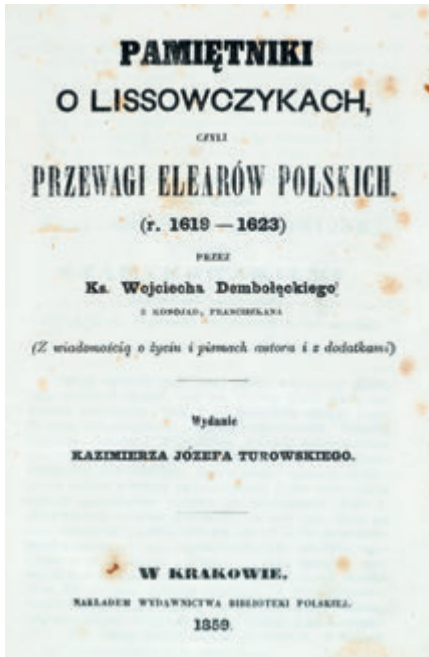 PAMIĘTNIKI
O LISSOWCZYKACH,
CZYLI
PRZEWAGI ELEARÓW POLSKICH.
(r. 1619 — 1623)
PRZEZ
Ks. Wojciecha Dembołęckiego
Z KONOJAD, FRANCISZKANA
(Z wiadomością o życiu i pismach autora i z dodatkami)
Wydanie
KAZIMIERZA JÓZEFA TUROWSKIEGO.
W KRAKOWIE,
NAKŁADEM WYDAWNICTWA BIBLIOTEKI POLSKIEJ.
1859.